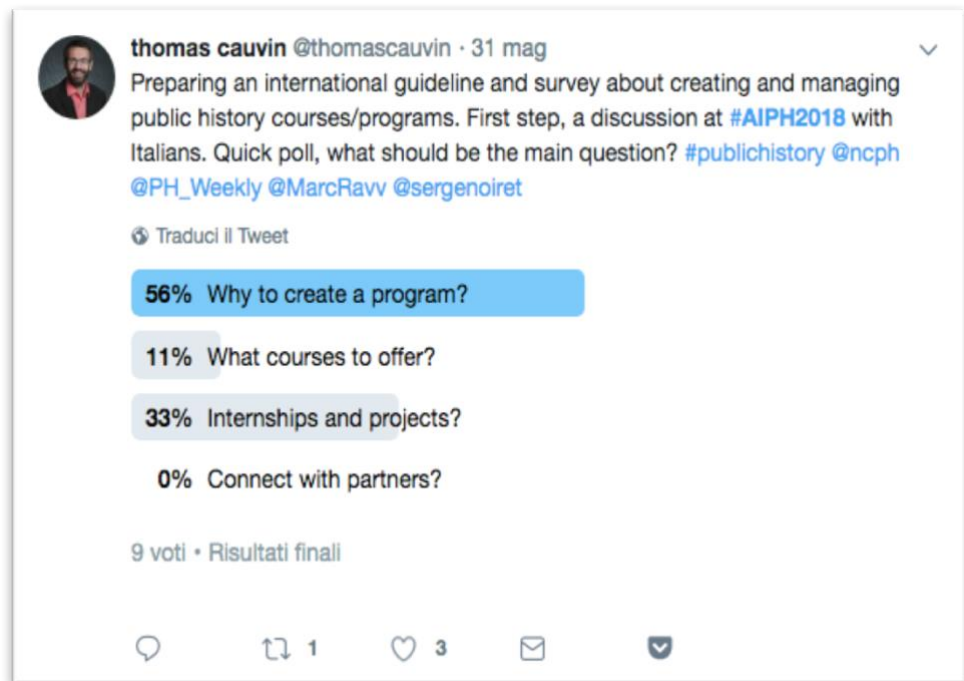 thomas cauvin @thomascauvin · 31 mag
Preparing an international guideline and survey about creating and managing
public history courses/programs. First step, a discussion at #AIPH2018 with
Italians. Quick poll, what should be the main question? #publichistory @ncph
@PH_Weekly @MarcRavv @sergenoiret
Traduci il Tweet
56% Why to create a program?
11% What courses to offer?
33% Internships and projects?
0% Connect with partners?
9 voti • Risultati finali
1 3